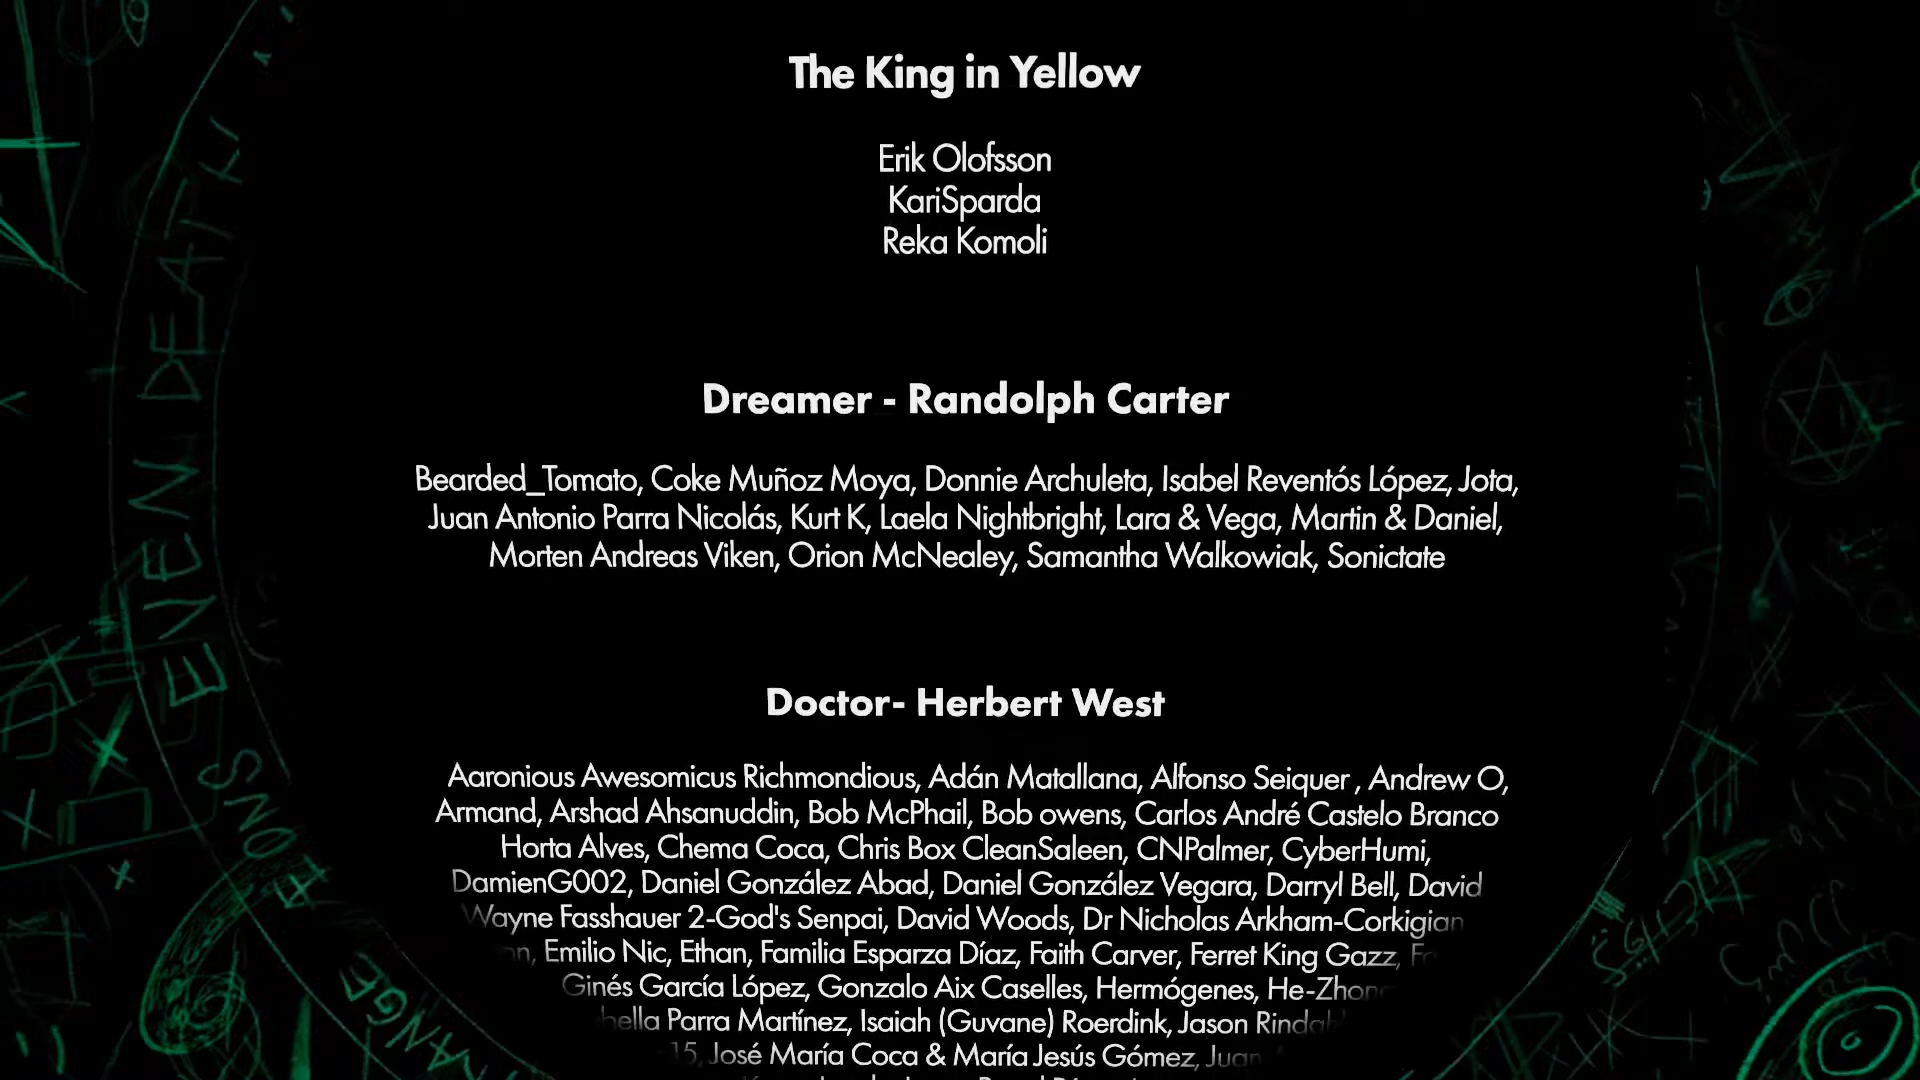 The King in Yellow
Erik Olofsson
KariSparda
Reka Komoli
Dreamer - Randolph Carter
Bearded_Tomato, Coke Muñoz Moya, Donnie Archuleta, Isabel Reventós López, Jota,
Juan Antonio Parra Nicolás, Kurt K, Laela Nightbright, Lara & Vega, Martin & Daniel,
Morten Andreas Viken, Orion McNealey, Samantha Walkowiak, Sonictate
Doctor- Herbert West
Aaronious Awesomicus Richmondious, Adán Matallana, Alfonso Seiquer , Andrew O,
Armand, Arshad Ahsanuddin, Bob McPhail, Bob owens, Carlos André Castelo Branco
Horta Alves, Chema Coca, Chris Box CleanSaleen, CNPalmer, CyberHumi,
DamienG002, Daniel González Abad, Daniel González Vegara, Darryl Bell, David
Wayne Fasshauer 2-God's Senpai, David Woods, Dr Nicholas Arkham-Corkigian
Emilio Nic, Ethan, Familia Esparza Díaz, Faith Carver, Ferret King Gazz,
Ginés García López, Gonzalo Aix Caselles, Hermógenes, He-Zhong
Parra Martínez, Isaiah (Guvane) Roerdink, Jason
José María Coca & María Jesús Gómez, Juan
EVEN DEATH